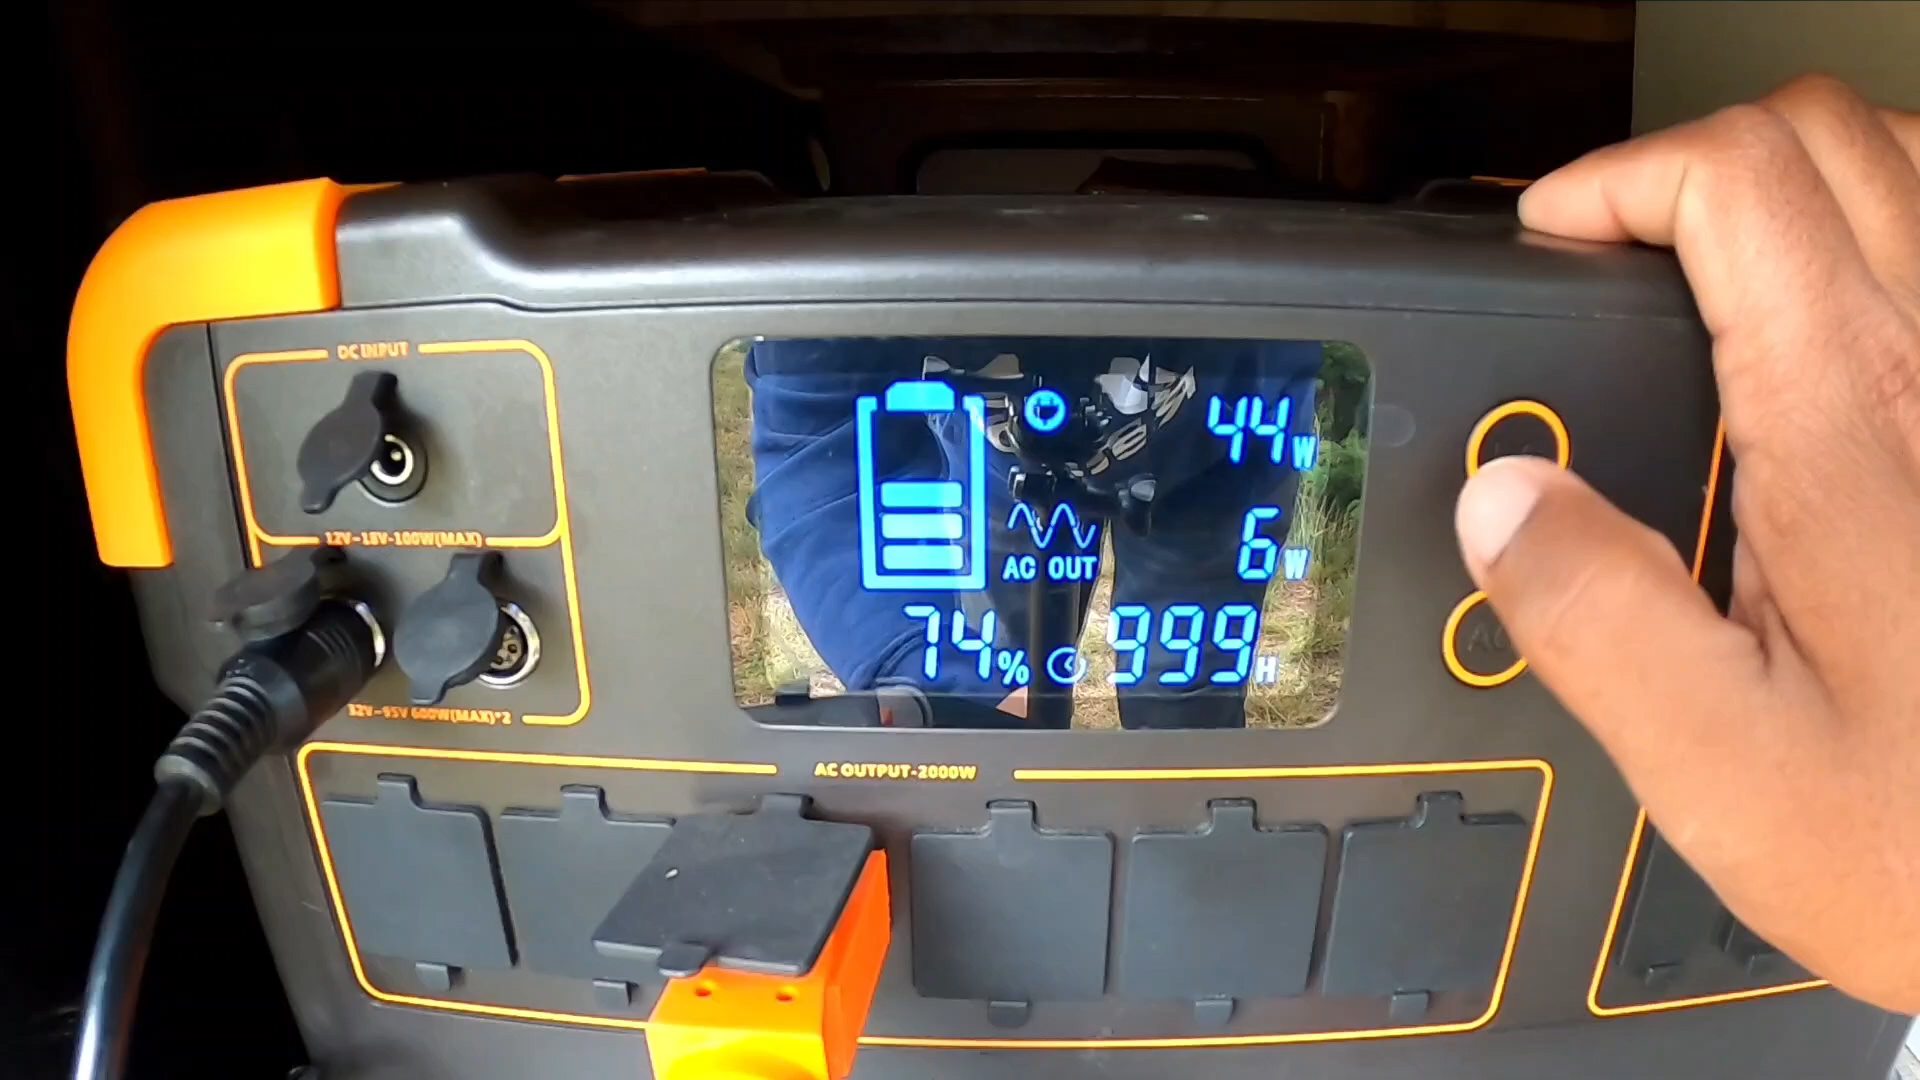 DC INPUT
12V-18V-100W(MAX)
12V-95V 600W(MAX)*2
44W
6W
AC OUT
74%
999H
AC
AC OUTPUT-2000W